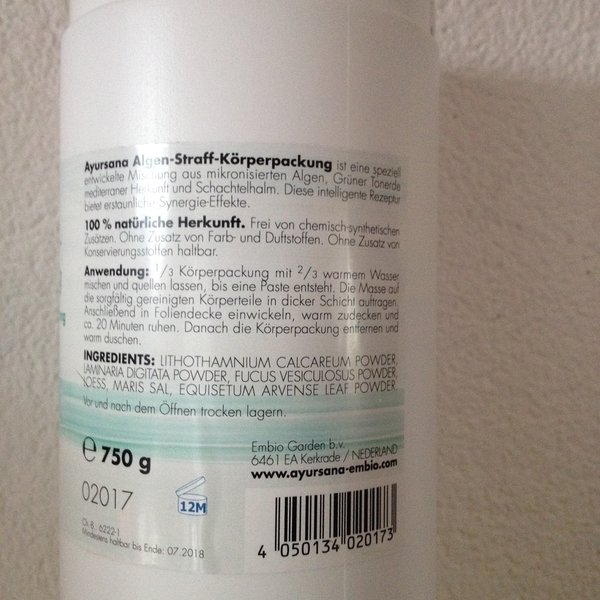 Ayursana Algen-Straff-Körperpackung ist eine speziell
entwickelte Mischung aus mikronisierten Algen, Grüner Tonerde
mediterraner Herkunft und Schachtelhalm. Diese intelligente Rezeptur
bietet erstaunliche Synergie-Effekte.
100 % natürliche Herkunft. Frei von chemisch-synthetischen
Zusätzen. Ohne Zusatz von Farb- und Duftstoffen. Ohne Zusatz von
Konservierungsstoffen haltbar.
Anwendung: 1/3 Körperpackung mit 2/3 warmem Wasser
mischen und quellen lassen, bis eine Paste entsteht. Die Masse auf
die sorgfältig gereinigten Körperteile in dicker Schicht auftragen.
Anschließend in Foliendecke einwickeln, warm zudecken und
ca. 20 Minuten ruhen. Danach die Körperpackung entfernen und
warm duschen.
INGREDIENTS: LITHOTHAMNIUM CALCAREUM POWDER,
LAMINARIA DIGITATA POWDER, FUCUS VESICULOSUS POWDER,
LOESS, MARIS SAL, EQUISETUM ARVENSE LEAF POWDER.
Vor und nach dem Öffnen trocken lagern.
℮ 750 g
Embio Garden b.v.
6461 EA Kerkrade / NEDERLAND
www.ayursana-embio.com
02017
12M
Ch.-B.: 6222-1
Mindestens haltbar bis Ende: 07.2018
4 050134 020173